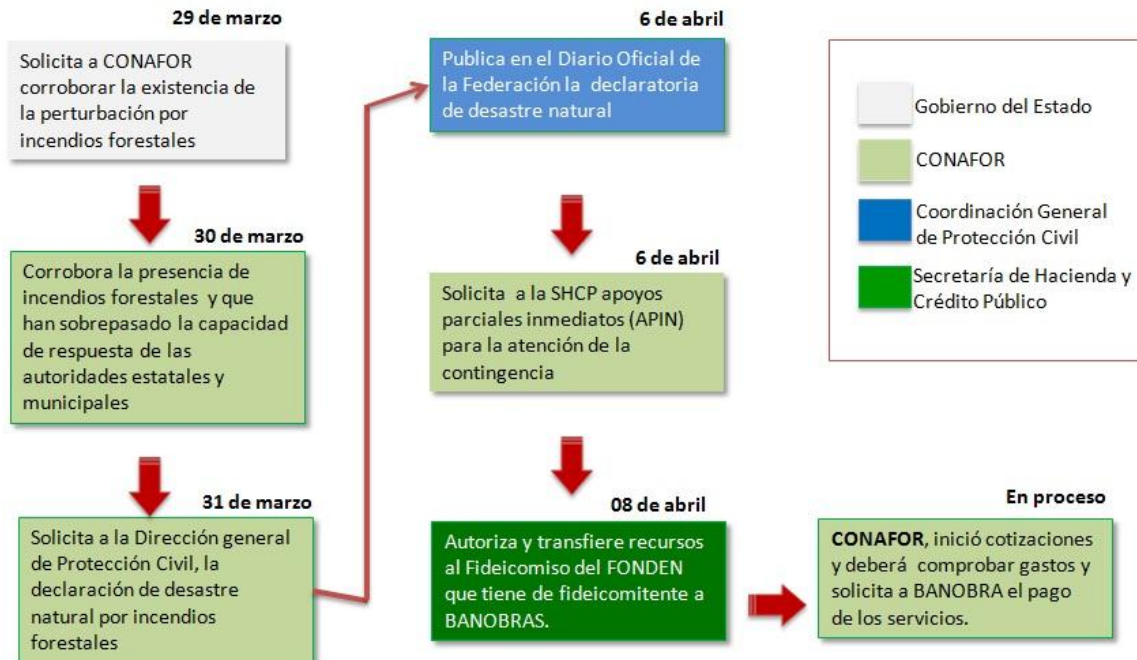 29 de marzo
Solicita a CONAFOR
corroborar la existencia de
la perturbación por
incendios forestales
30 de marzo
Corrobora la presencia de
incendios forestales y que
han sobrepasado la capacidad
de respuesta de las
autoridades estatales y
municipales
31 de marzo
Solicita a la Dirección general
de Protección Civil, la
declaración de desastre
natural por incendios
forestales
6 de abril
Publica en el Diario Oficial de
la Federación la declaratoria
de desastre natural
6 de abril
Solicita a la SHCP apoyos
parciales inmediatos (APIN)
para la atención de la
contingencia
08 de abril
Autoriza y transfiere recursos
al Fideicomiso del FONDEN
que tiene de fideicomitente a
BANOBRAS.
En proceso
CONAFOR, inició cotizaciones
y deberá comprobar gastos y
solicita a BANOBRA el pago
de los servicios.
Gobierno del Estado
CONAFOR
Coordinación General
de Protección Civil
Secretaría de Hacienda y
Crédito Público